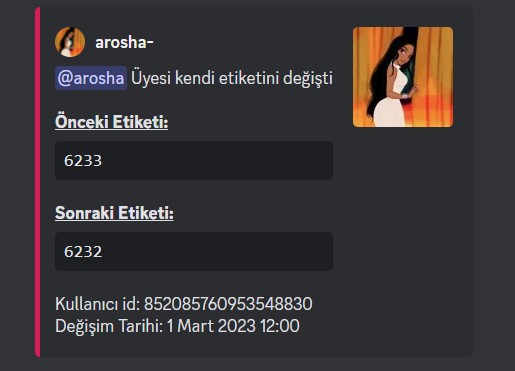 arosha-
@arosha Üyesi kendi etiketini değişti
Önceki Etiketi:
6233
Sonraki Etiketi:
6232
Kullanıcı id: 852085760953548830
Değişim Tarihi: 1 Mart 2023 12:00